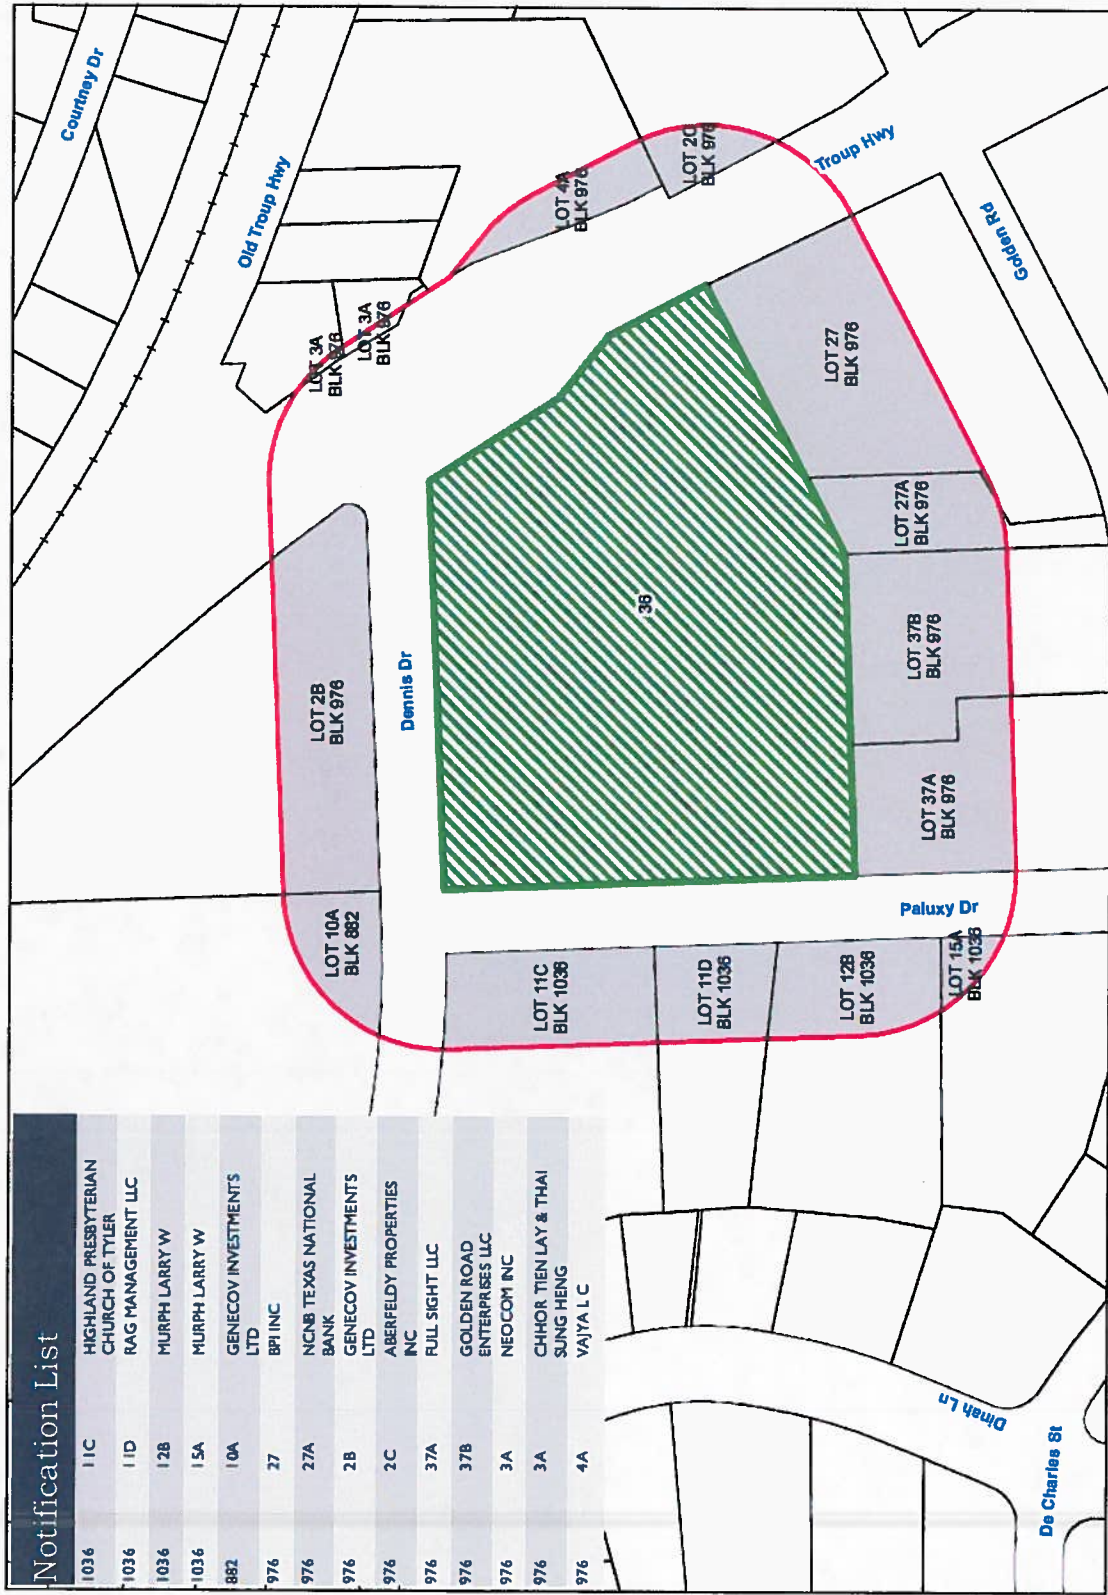 Notification List
1036 11C HIGHLAND PRESBYTERIAN
CHURCH OF TYLER
1036 11D RAG MANAGEMENT LLC
1036 12B MURPH LARRY W
1036 15A MURPH LARRY W
882 10A GENECOV INVESTMENTS
LTD
976 27 BPI INC
976 27A NCNB TEXAS NATIONAL
BANK
976 2B GENECOV INVESTMENTS
LTD
976 2C ABERFELDY PROPERTIES
INC
976 37A FULL SIGHT LLC
976 37B GOLDEN ROAD
ENTERPRISES LLC
976 3A NEOCOM INC
976 3A CHHOR TIEN LAY & THAI
SUNG HENG
976 4A VAJYA L C
Courtney Dr
Old Troup Hwy
LOT 3A
BLK 976
LOT 3A
BLK 976
LOT 4A
BLK 976
LOT 2C
BLK 976
Troup Hwy
Golden Rd
LOT 10A
BLK 882
LOT 2B
BLK 976
Dennis Dr
36
LOT 27
BLK 976
LOT 27A
BLK 976
LOT 37B
BLK 976
LOT 37A
BLK 976
Paluxy Dr
LOT 11C
BLK 1036
LOT 11D
BLK 1036
LOT 12B
BLK 1036
LOT 15A
BLK 1036
Dinah Ln
De Charles St